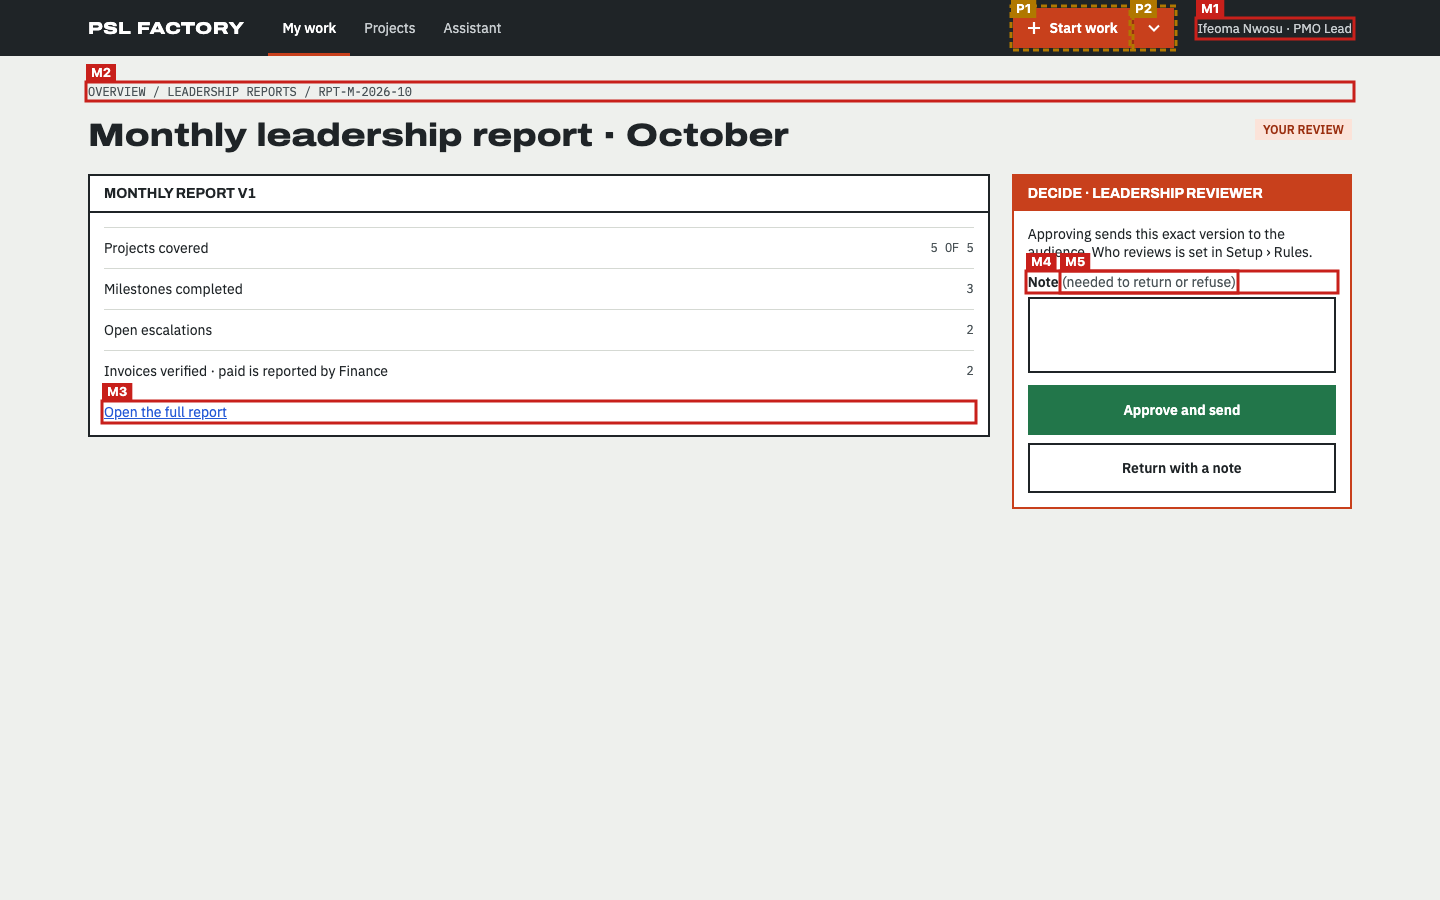 PSL FACTORY
My work
Projects
Assistant
P1
Start work
P2
M1
Ifeoma Nwosu · PMO Lead
M2
OVERVIEW / LEADERSHIP REPORTS / RPT-M-2026-10
Monthly leadership report · October
YOUR REVIEW
MONTHLY REPORT V1
Projects covered
5 OF 5
Milestones completed
3
Open escalations
2
Invoices verified · paid is reported by Finance
2
M3
Open the full report
DECIDE · LEADERSHIP REVIEWER
Approving sends this exact version to the
audience. Who reviews is set in Setup › Rules.
M4
M5
Note (needed to return or refuse)
Approve and send
Return with a note